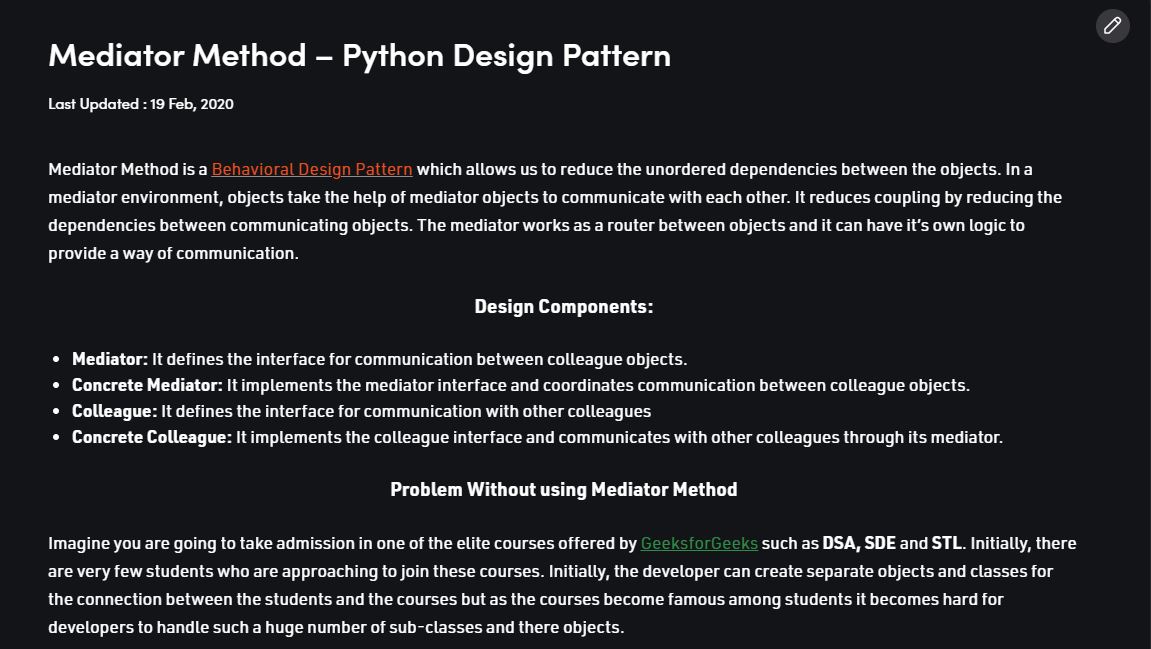 Mediator Method – Python Design Pattern
Last Updated : 19 Feb, 2020
Mediator Method is a Behavioral Design Pattern which allows us to reduce the unordered dependencies between the objects. In a
mediator environment, objects take the help of mediator objects to communicate with each other. It reduces coupling by reducing the
dependencies between communicating objects. The mediator works as a router between objects and it can have it’s own logic to
provide a way of communication.
Design Components:
• Mediator: It defines the interface for communication between colleague objects.
• Concrete Mediator: It implements the mediator interface and coordinates communication between colleague objects.
• Colleague: It defines the interface for communication with other colleagues
• Concrete Colleague: It implements the colleague interface and communicates with other colleagues through its mediator.
Problem Without using Mediator Method
Imagine you are going to take admission in one of the elite courses offered by GeeksforGeeks such as DSA, SDE and STL. Initially, there
are very few students who are approaching to join these courses. Initially, the developer can create separate objects and classes for
the connection between the students and the courses but as the courses become famous among students it becomes hard for
developers to handle such a huge number of sub-classes and there objects.